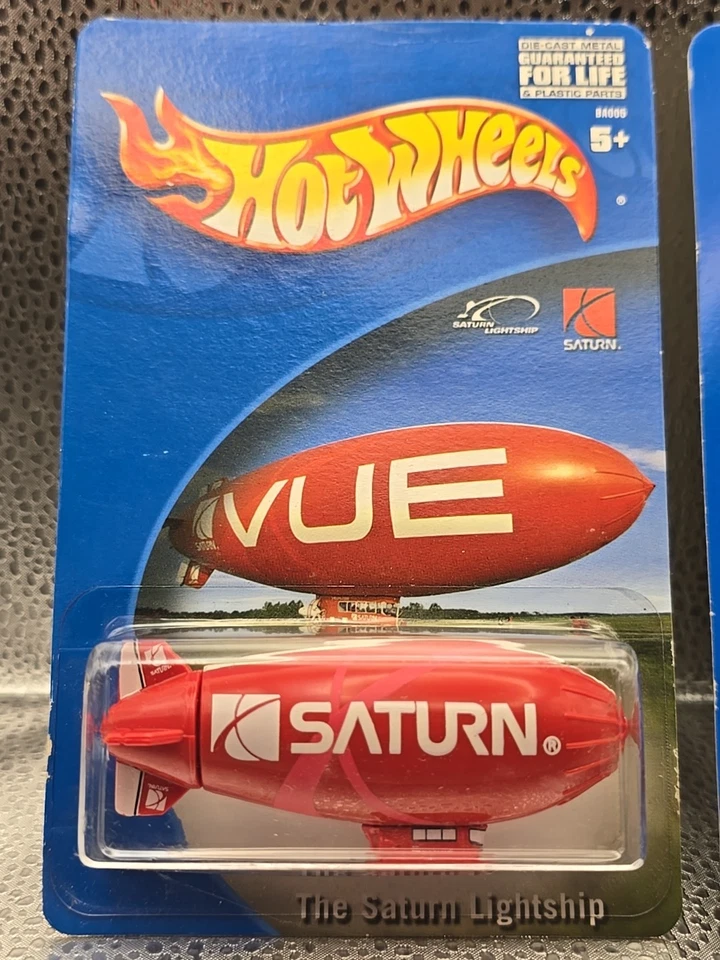 DIE-CAST METAL
GUARANTEED
FOR LIFE
& PLASTIC PARTS
5+
HOT WHEELS
®
SATURN
LIGHTSHIP
SATURN.
VUE
SATURN®
The Saturn Lightship